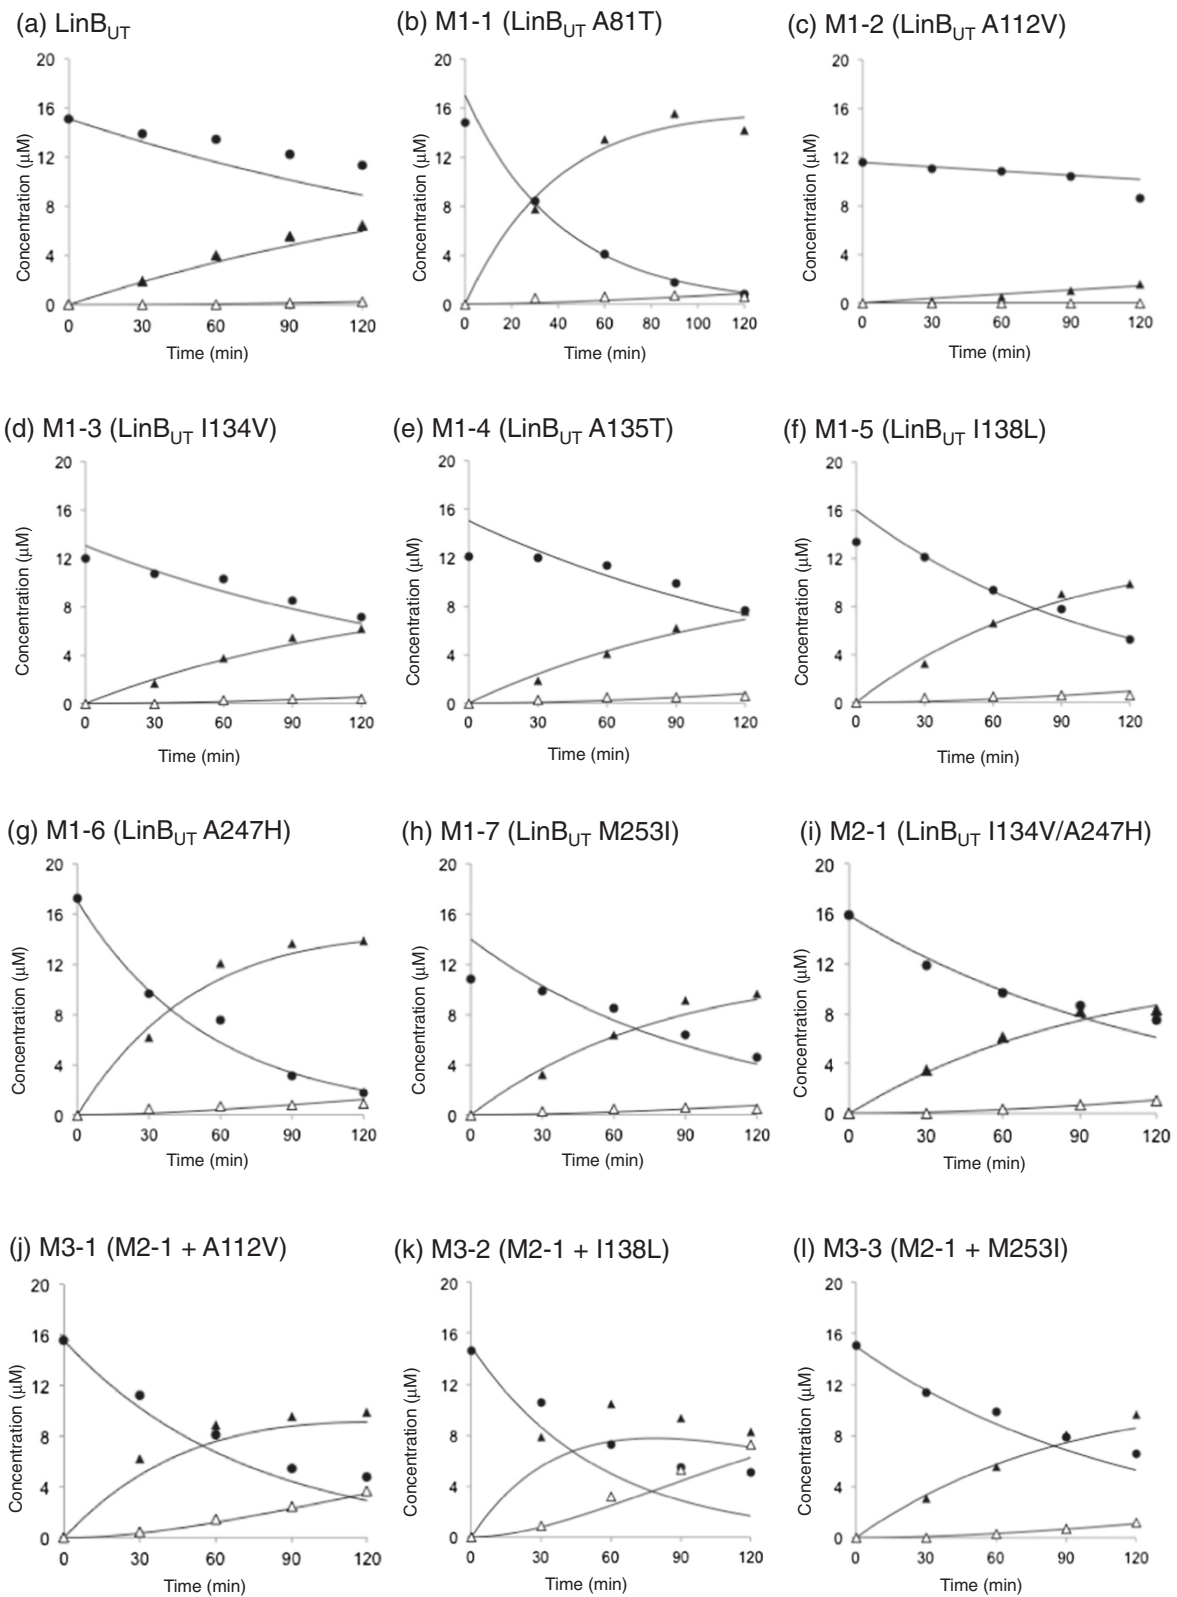 (a) LinB_UT
(b) M1-1 (LinB_UT A81T)
(c) M1-2 (LinB_UT A112V)
Concentration (μM)
20
16
12
8
4
0
0 30 60 90 120
Time (min)
Concentration (μM)
20
16
12
8
4
0
0 20 40 60 80 100 120
Time (min)
Concentration (μM)
20
16
12
8
4
0
0 30 60 90 120
Time (min)
(d) M1-3 (LinB_UT I134V)
(e) M1-4 (LinB_UT A135T)
(f) M1-5 (LinB_UT I138L)
Concentration (μM)
20
16
12
8
4
0
0 30 60 90 120
Time (min)
Concentration (μM)
20
16
12
8
4
0
0 30 60 90 120
Time (min)
Concentration (μM)
20
16
12
8
4
0
0 30 60 90 120
Time (min)
(g) M1-6 (LinB_UT A247H)
(h) M1-7 (LinB_UT M253I)
(i) M2-1 (LinB_UT I134V/A247H)
Concentration (μM)
20
16
12
8
4
0
0 30 60 90 120
Time (min)
Concentration (μM)
20
16
12
8
4
0
0 30 60 90 120
Time (min)
Concentration (μM)
20
16
12
8
4
0
0 30 60 90 120
Time (min)
(j) M3-1 (M2-1 + A112V)
(k) M3-2 (M2-1 + I138L)
(l) M3-3 (M2-1 + M253I)
Concentration (μM)
20
16
12
8
4
0
0 30 60 90 120
Time (min)
Concentration (μM)
20
16
12
8
4
0
0 30 60 90 120
Time (min)
Concentration (μM)
20
16
12
8
4
0
0 30 60 90 120
Time (min)